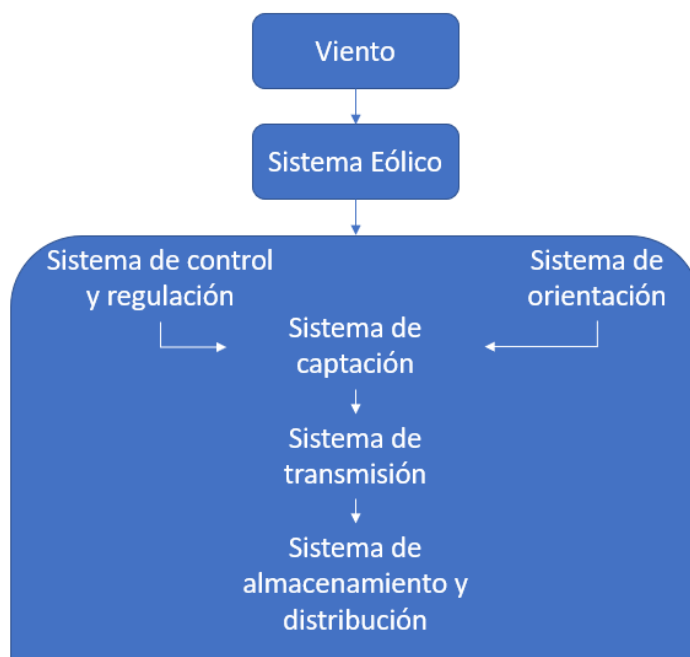 Viento
Sistema Eólico
Sistema de control
y regulación
Sistema de
orientación
Sistema de
captación
Sistema de
transmisión
Sistema de
almacenamiento y
distribución